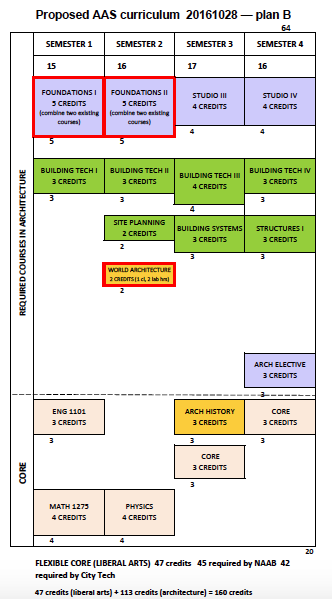 Proposed AAS curriculum 20161028 — plan B
64
SEMESTER 1 SEMESTER 2 SEMESTER 3 SEMESTER 4
15 16 17 16
REQUIRED COURSES IN ARCHITECTURE
FOUNDATIONS I
5 CREDITS
(combine two existing
courses)
5
FOUNDATIONS II
5 CREDITS
(combine two existing
courses)
5
STUDIO III
4 CREDITS
4
STUDIO IV
4 CREDITS
4
BUILDING TECH I
3 CREDITS
3
BUILDING TECH II
3 CREDITS
3
BUILDING TECH III
4 CREDITS
4
BUILDING TECH IV
3 CREDITS
3
SITE PLANNING
2 CREDITS
2
BUILDING SYSTEMS
3 CREDITS
3
STRUCTURES I
3 CREDITS
3
WORLD ARCHITECTURE
2 CREDITS (1 cl, 2 lab hrs)
2
ARCH ELECTIVE
3 CREDITS
3
CORE
ENG 1101
3 CREDITS
3
ARCH HISTORY
3 CREDITS
3
CORE
3 CREDITS
3
CORE
3 CREDITS
3
MATH 1275
4 CREDITS
4
PHYSICS
4 CREDITS
4
20
FLEXIBLE CORE (LIBERAL ARTS) 47 credits 45 required by NAAB 42
required by City Tech
47 credits (liberal arts) + 113 credits (architecture) = 160 credits